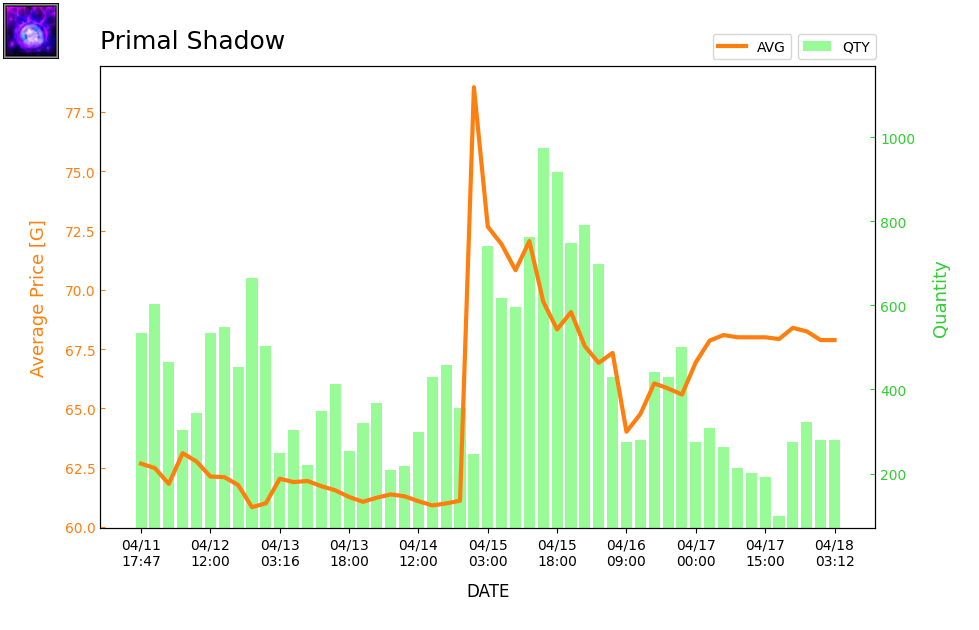 Primal Shadow
AVG
QTY
Average Price [G]
77.5
75.0
72.5
70.0
67.5
65.0
62.5
60.0
1000
800
600
400
200
Quantity
04/11 04/12 04/13 04/13 04/14 04/15 04/15 04/16 04/17 04/17 04/18
17:47 12:00 03:16 18:00 12:00 03:00 18:00 09:00 00:00 15:00 03:12
DATE